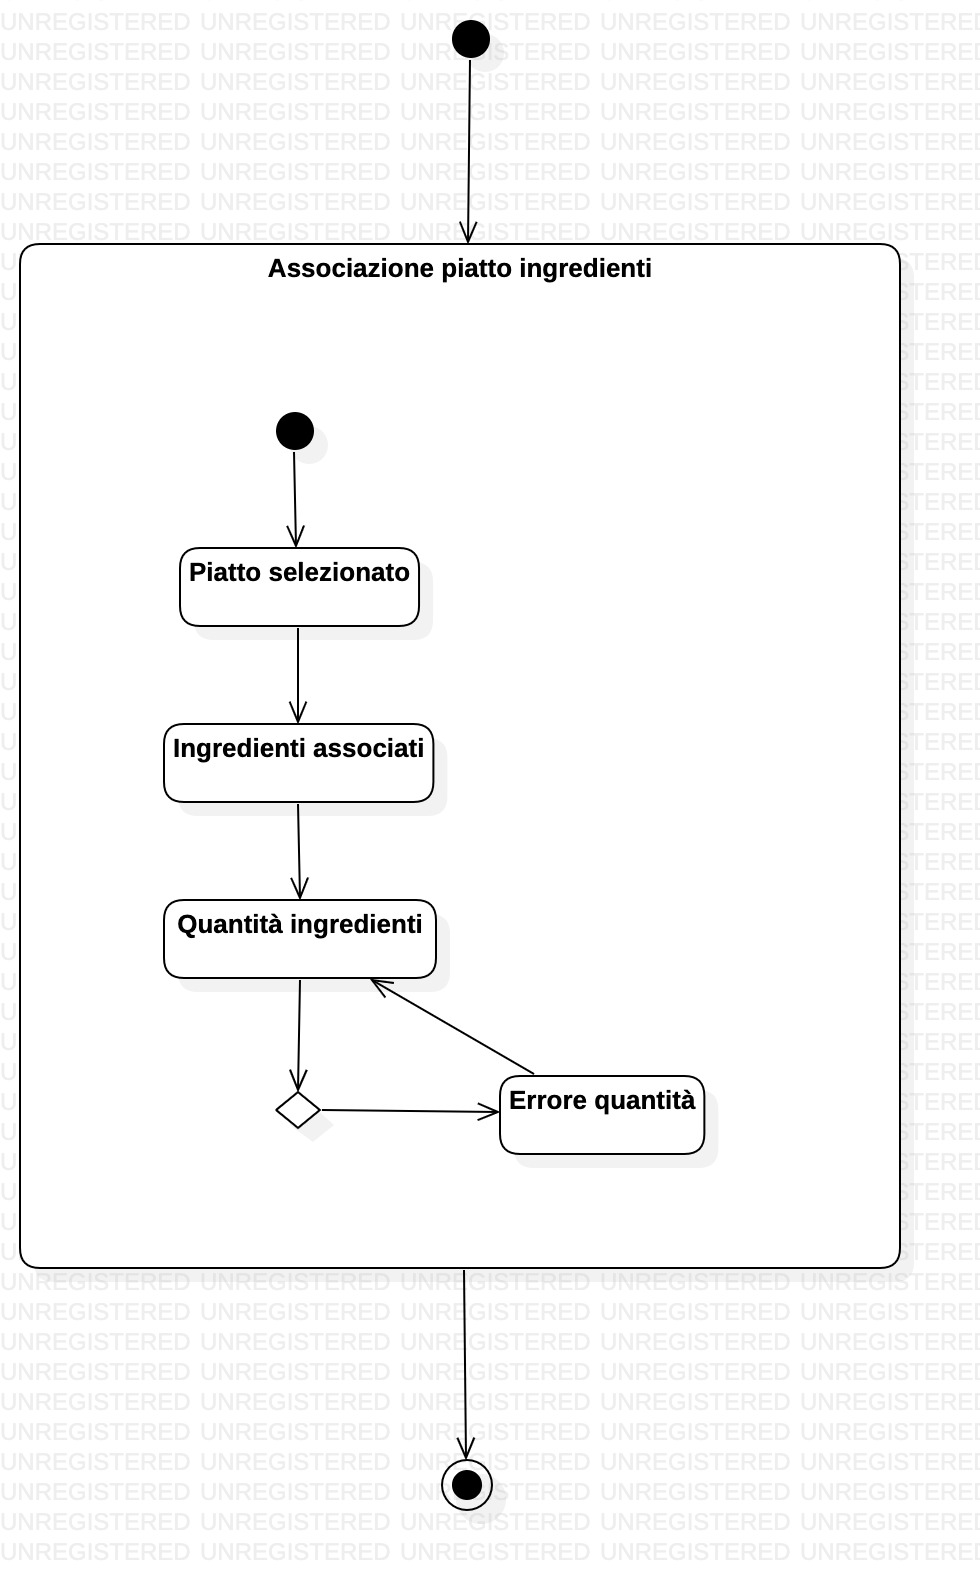 UNREGISTERED UNREGISTERED UNREGISTERED UNREGISTERED UNREGISTERED
Associazione piatto ingredienti
Piatto selezionato
Ingredienti associati
Quantità ingredienti
Errore quantità